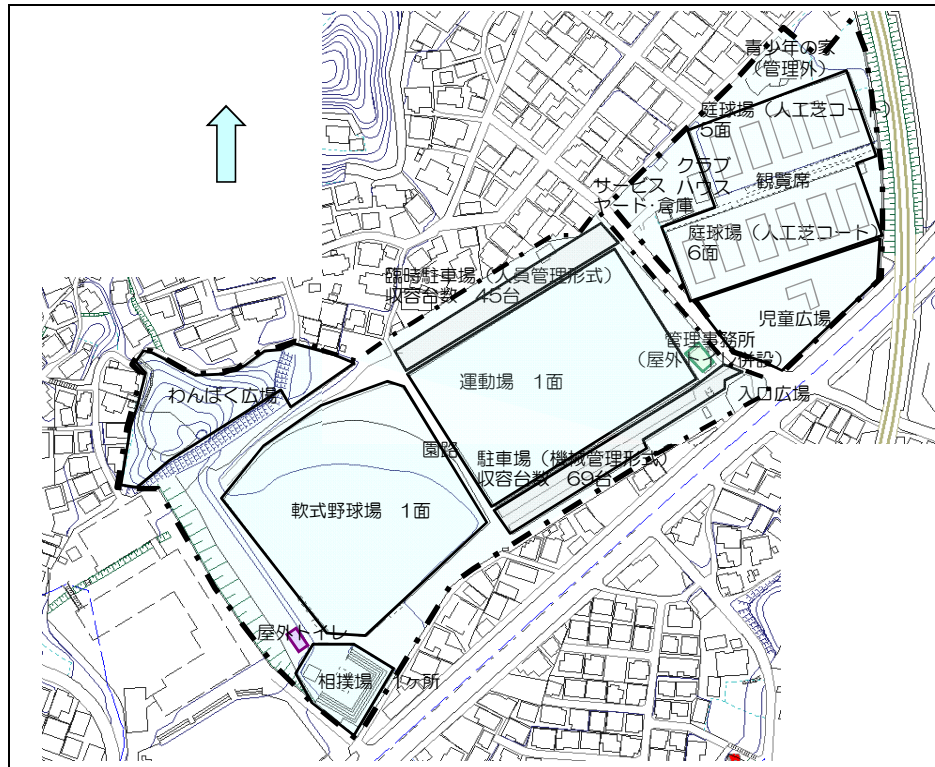 青少年の家
（管理外）
庭球場（人工芝コート）
5面
クラブ
ハウス
観覧席
サービス
ヤード・倉庫
庭球場（人工芝コート）
6面
臨時駐車場（人員管理形式）
収容台数　45台
児童広場
管理事務所
（屋外トイレ併設）
運動場　1面
わんぱく広場
入口広場
園路
駐車場（機械管理形式）
収容台数　69台
軟式野球場　1面
屋外トイレ
相撲場　1ヶ所